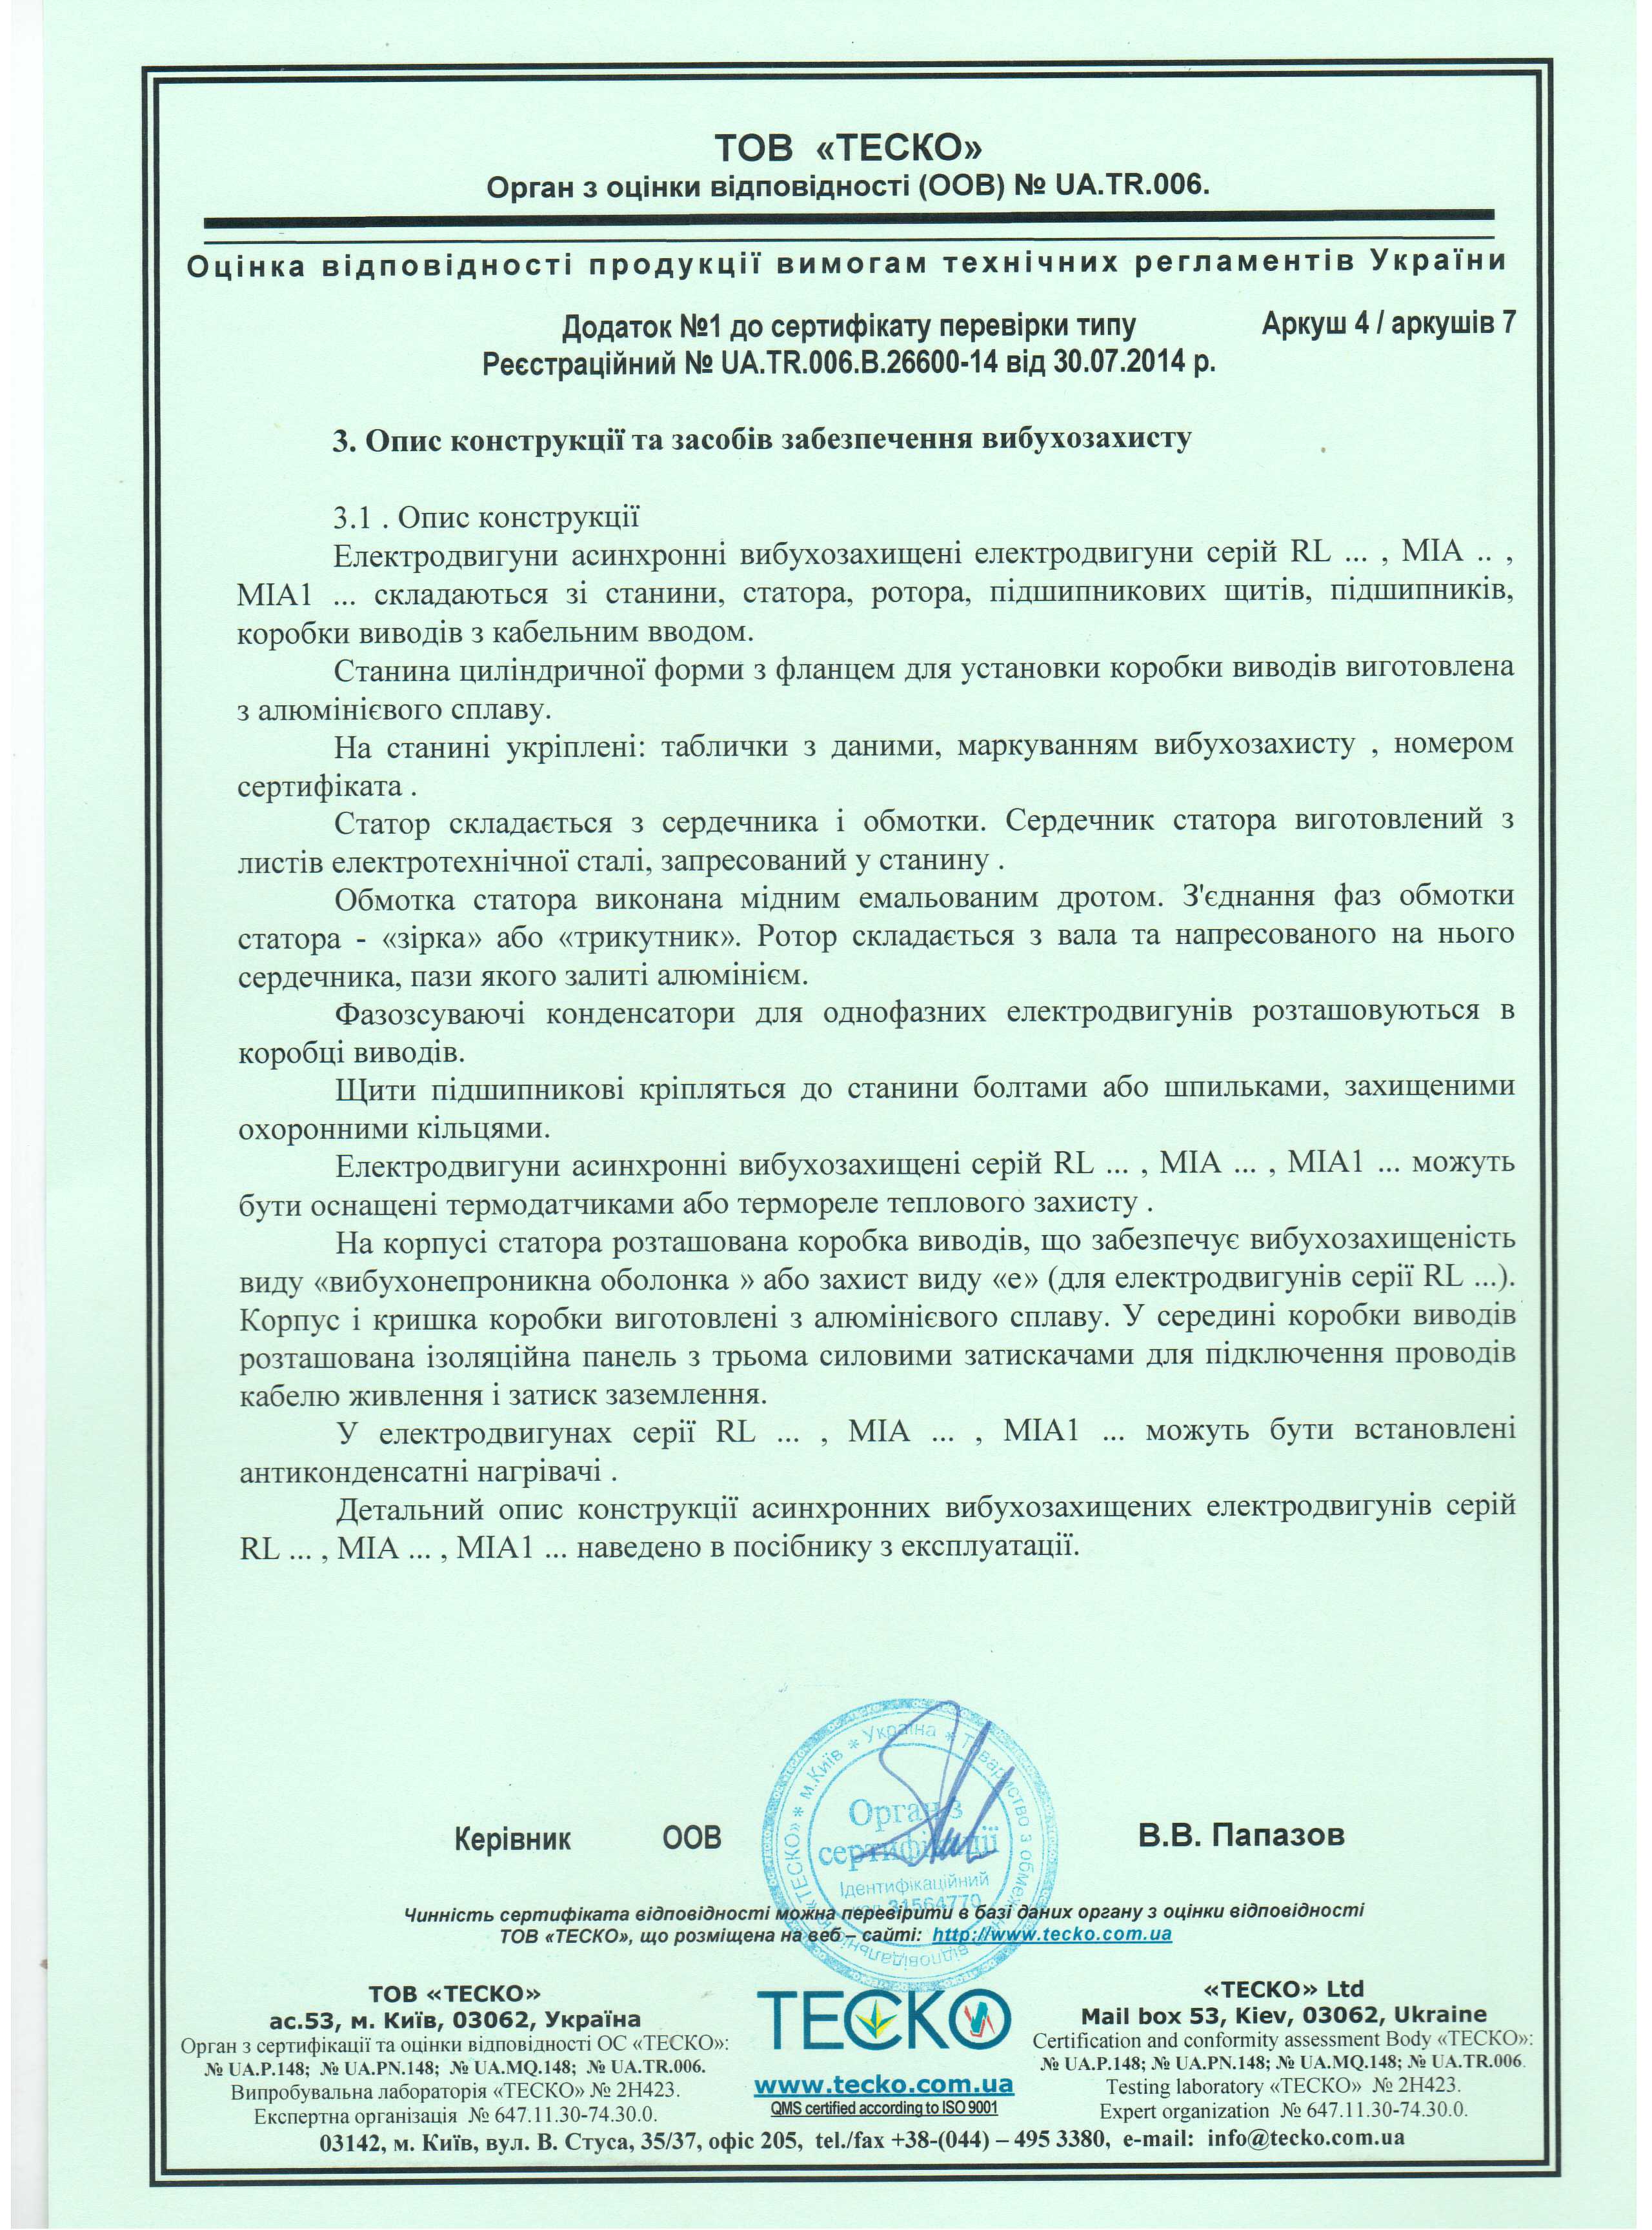 ТОВ «ТЕСКО»
Орган з оцінки відповідності (ООВ) № UA.TR.006.
Оцінка відповідності продукції вимогам технічних регламентів України
Додаток №1 до сертифікату перевірки типу
Аркуш 4 / аркушів 7
Реєстраційний № UA.TR.006.В.26600-14 від 30.07.2014 р.
3. Опис конструкції та засобів забезпечення вибухозахисту
3.1 . Опис конструкції
Електродвигуни асинхронні вибухозахищені електродвигуни серій RL ... , MIA .. ,
MIA1 ... складаються зі станини, статора, ротора, підшипникових щитів, підшипників,
коробки виводів з кабельним вводом.
Станина циліндричної форми з фланцем для установки коробки виводів виготовлена
з алюмінієвого сплаву.
На станині укріплені: таблички з даними, маркуванням вибухозахисту , номером
сертифіката .
Статор складається з сердечника і обмотки. Сердечник статора виготовлений з
листів електротехнічної сталі, запресований у станину .
Обмотка статора виконана мідним емальованим дротом. З'єднання фаз обмотки
статора - «зірка» або «трикутник». Ротор складається з вала та напресованого на нього
сердечника, пази якого залиті алюмінієм.
Фазозсуваючі конденсатори для однофазних електродвигунів розташовуються в
коробці виводів.
Щити підшипникові кріпляться до станини болтами або шпильками, захищеними
охоронними кільцями.
Електродвигуни асинхронні вибухозахищені серій RL ... , MIA ... , MIA1 ... можуть
бути оснащені термодатчиками або термореле теплового захисту .
На корпусі статора розташована коробка виводів, що забезпечує вибухозахищеність
виду «вибухонепроникна оболонка » або захист виду «е» (для електродвигунів серії RL ...).
Корпус і кришка коробки виготовлені з алюмінієвого сплаву. У середині коробки виводів
розташована ізоляційна панель з трьома силовими затискачами для підключення проводів
кабелю живлення і затиск заземлення.
У електродвигунах серії RL ... , MIA ... , MIA1 ... можуть бути встановлені
антиконденсатні нагрівачі .
Детальний опис конструкції асинхронних вибухозахищених електродвигунів серій
RL ... , MIA ... , MIA1 ... наведено в посібнику з експлуатації.
«ТЕСКО» * м.Київ * Україна * Товариство з обмеженою відповідальністю
Орган з
сертифікації
Ідентифікаційний
код 31564770
Керівник ООВ В.В. Папазов
Чинність сертифіката відповідності можна перевірити в базі даних органу з оцінки відповідності
ТОВ «ТЕСКО», що розміщена на веб – сайті: http://www.tecko.com.ua
ТОВ «ТЕСКО»
ас.53, м. Київ, 03062, Україна
Орган з сертифікації та оцінки відповідності ОС «ТЕСКО»:
№ UA.P.148; № UA.PN.148; № UA.MQ.148; № UA.TR.006.
Випробувальна лабораторія «ТЕСКО» № 2Н423.
Експертна організація № 647.11.30-74.30.0.
ТЕСКО
www.tecko.com.ua
QMS certified according to ISO 9001
«ТЕСКО» Ltd
Mail box 53, Kiev, 03062, Ukraine
Certification and conformity assessment Body «ТЕСКО»:
№ UA.P.148; № UA.PN.148; № UA.MQ.148; № UA.TR.006.
Testing laboratory «ТЕСКО» № 2Н423.
Expert organization № 647.11.30-74.30.0.
03142, м. Київ, вул. В. Стуса, 35/37, офіс 205, tel./fax +38-(044) – 495 3380, e-mail: info@tecko.com.ua